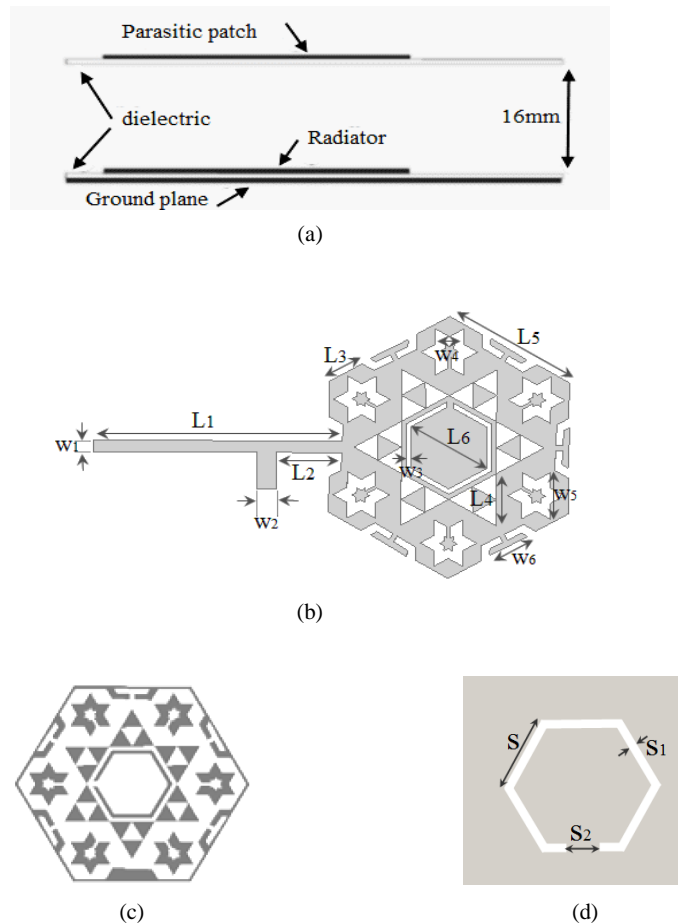 Parasitic patch
dielectric
16mm
Radiator
Ground plane
(a)
L5
W4
L3
L1
W1
L6
L2
W3
L4
W5
W2
W6
(b)
S
S1
S2
(c)
(d)